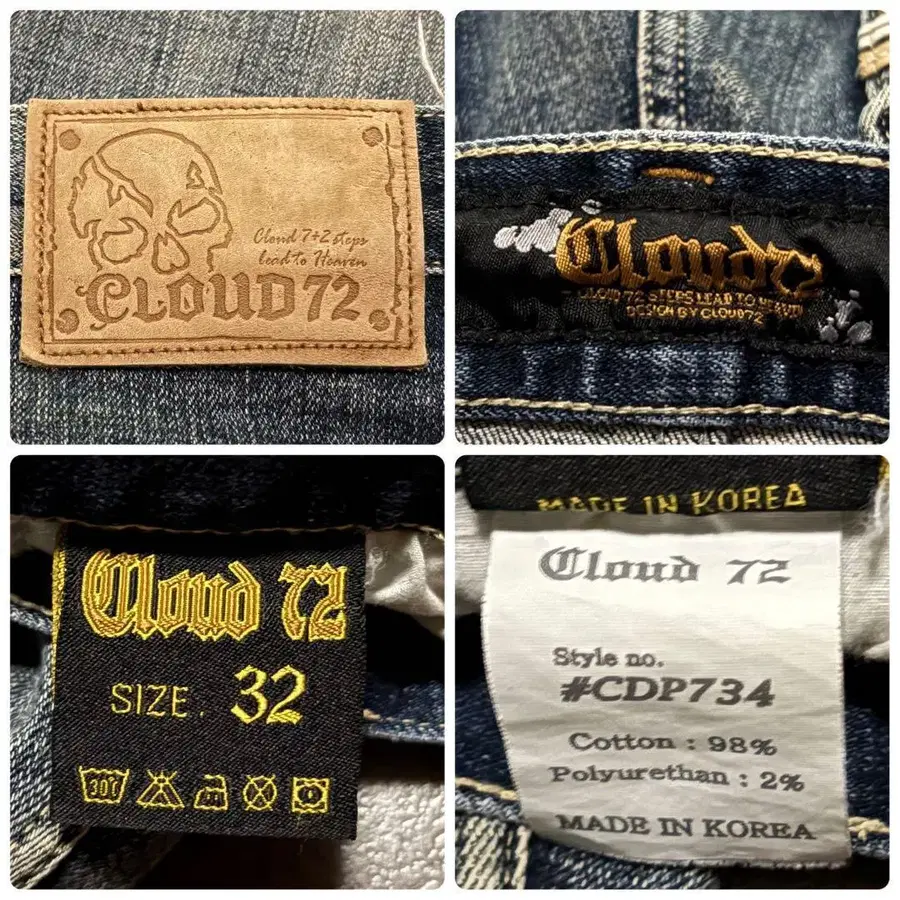 Cloud 7+2 steps
lead to Heaven
CLOUD 72
Cloud72
CLOUD 72 STEPS LEAD TO HEAVEN
DESIGN BY CLOUD72
Cloud 72
SIZE. 32
30°
MADE IN KOREA
Cloud 72
Style no.
#CDP734
Cotton : 98%
Polyurethan : 2%
MADE IN KOREA